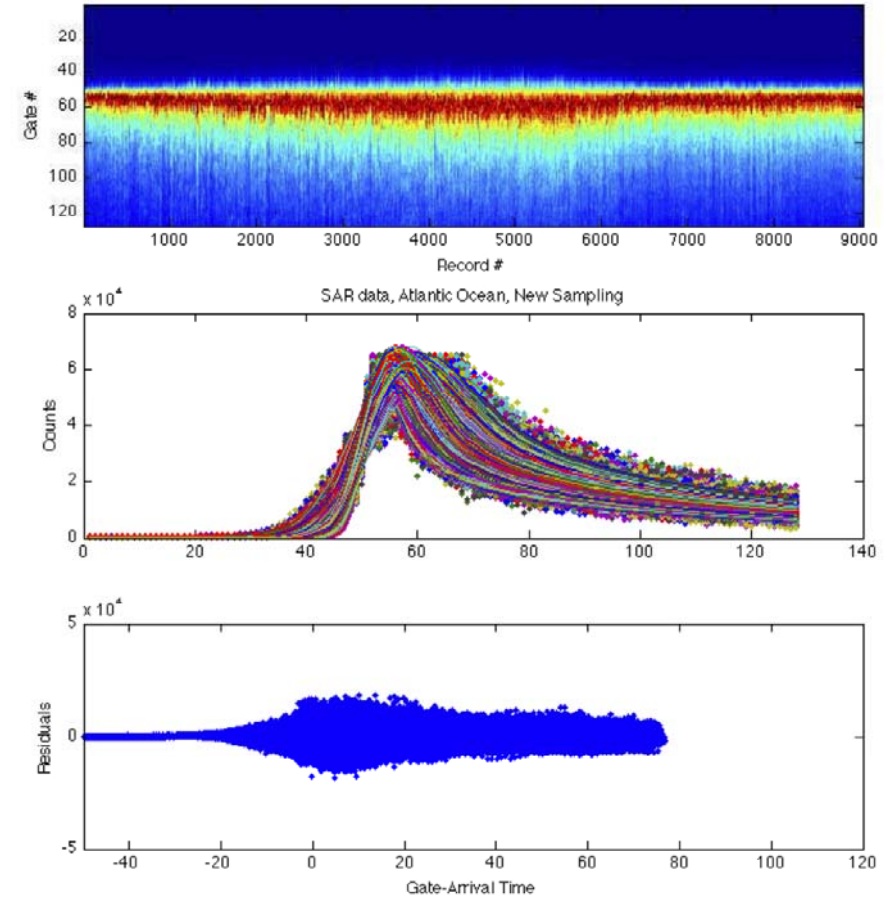 20
40
60
80
100
120
Gate #
1000 2000 3000 4000 5000 6000 7000 8000 9000
Record #
x 10⁴ SAR data, Atlantic Ocean, New Sampling
8
6
4
2
0
Counts
0 20 40 60 80 100 120 140
x 10⁴
5
0
-5
Residuals
-40 -20 0 20 40 60 80 100 120
Gate-Arrival Time